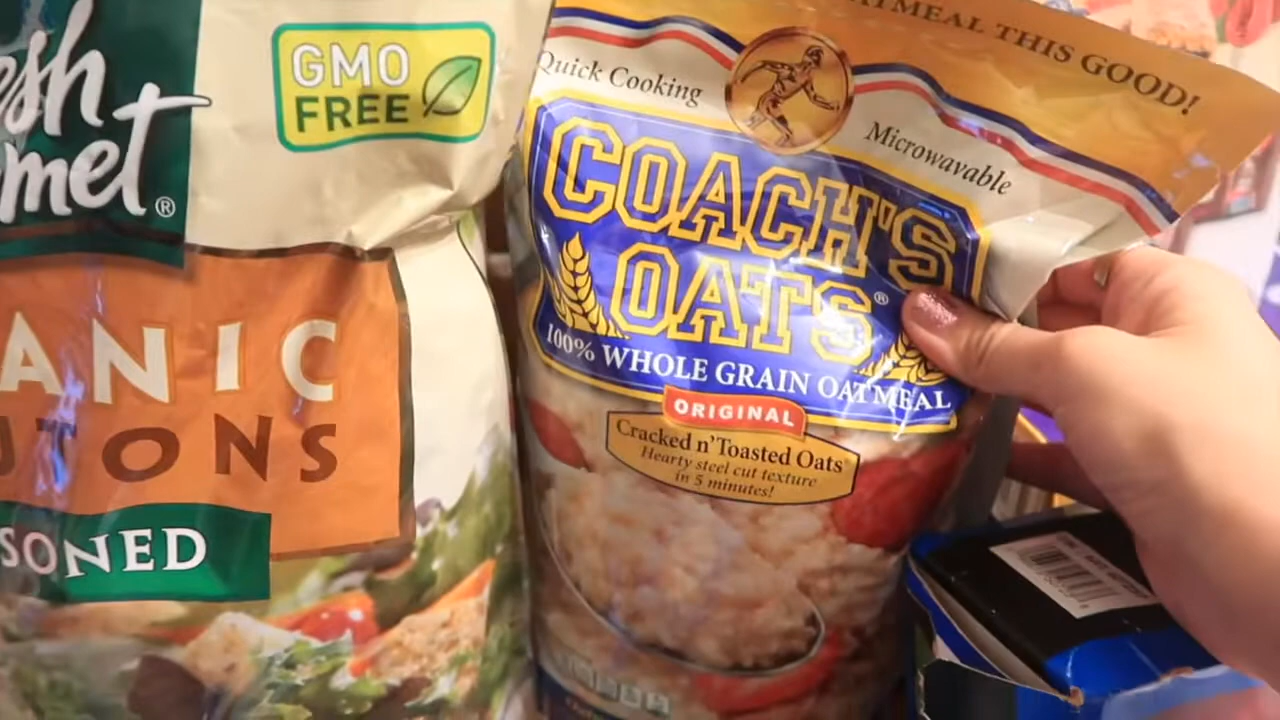 GMO
FREE
®
SONED
ATMEAL THIS GOOD!
Quick Cooking
Microwavable
COACH'S
OATS®
100% WHOLE GRAIN OATMEAL
ORIGINAL
Cracked n' Toasted Oats®
Hearty steel cut texture
in 5 minutes!
esh
met
ANIC
UTONS